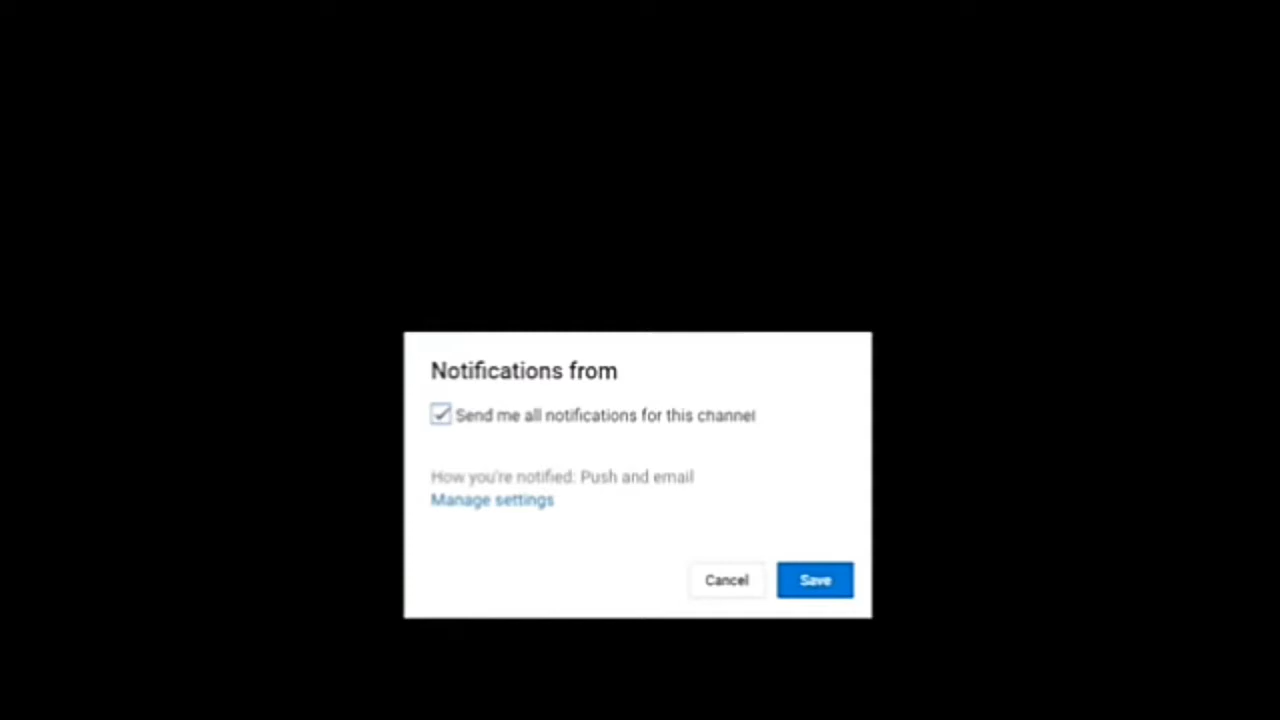 Notifications from
Send me all notifications for this channel
How you're notified: Push and email
Manage settings
Cancel
Save